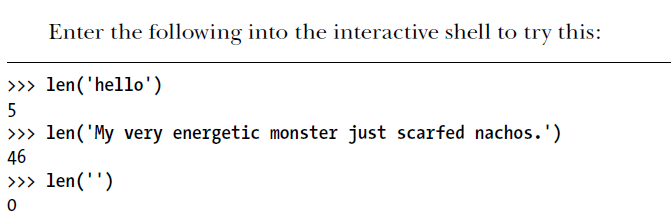 Enter the following into the interactive shell to try this:
>>> len('hello')
5
>>> len('My very energetic monster just scarfed nachos.')
46
>>> len('')
0